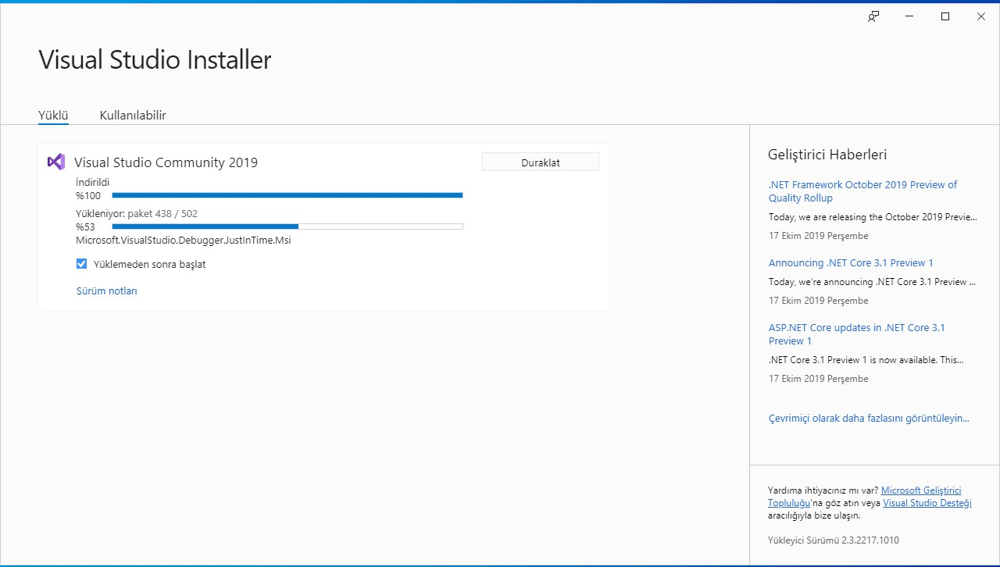 Visual Studio Installer
Yüklü
Kullanılabilir
Visual Studio Community 2019
Duraklat
İndirildi
%100
Yükleniyor: paket 438 / 502
%53
Microsoft.VisualStudio.Debugger.JustInTime.Msi
Yüklemeden sonra başlat
Sürüm notları
Geliştirici Haberleri
.NET Framework October 2019 Preview of
Quality Rollup
Today, we are releasing the October 2019 Previe...
17 Ekim 2019 Perşembe
Announcing .NET Core 3.1 Preview 1
Today, we're announcing .NET Core 3.1 Preview ...
17 Ekim 2019 Perşembe
ASP.NET Core updates in .NET Core 3.1
Preview 1
.NET Core 3.1 Preview 1 is now available. This...
17 Ekim 2019 Perşembe
Çevrimiçi olarak daha fazlasını görüntüleyin...
Yardıma ihtiyacınız mı var? Microsoft Geliştirici
Topluluğu'na göz atın veya Visual Studio Desteği
aracılığıyla bize ulaşın.
Yükleyici Sürümü 2.3.2217.1010